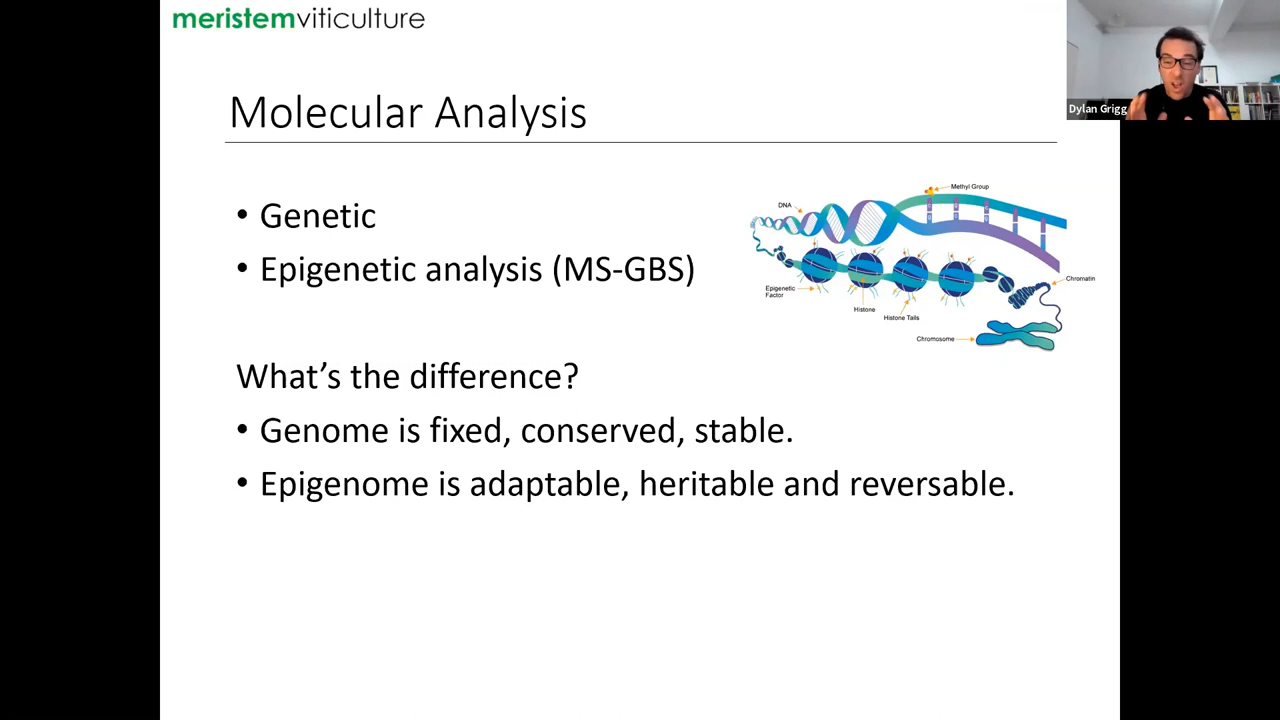 meristemviticulture
Dylan Grigg
Molecular Analysis
• Genetic
• Epigenetic analysis (MS-GBS)
Methyl Group
DNA
Chromatin
Epigenetic
Factor
Histone
Histone Tails
Chromosome
What's the difference?
• Genome is fixed, conserved, stable.
• Epigenome is adaptable, heritable and reversable.